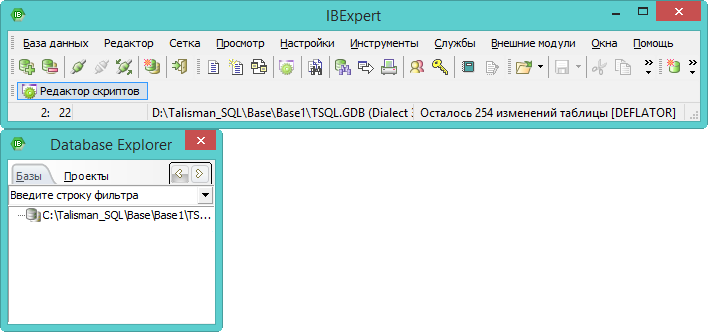 IBExpert
База данных Редактор Сетка Просмотр Настройки Инструменты Службы Внешние модули Окна Помощь
Редактор скриптов
2: 22 D:\Talisman_SQL\Base\Base1\TSQL.GDB (Dialect 3 Осталось 254 изменений таблицы [DEFLATOR]
Database Explorer
Базы Проекты
Введите строку фильтра
C:\Talisman_SQL\Base\Base1\TS...